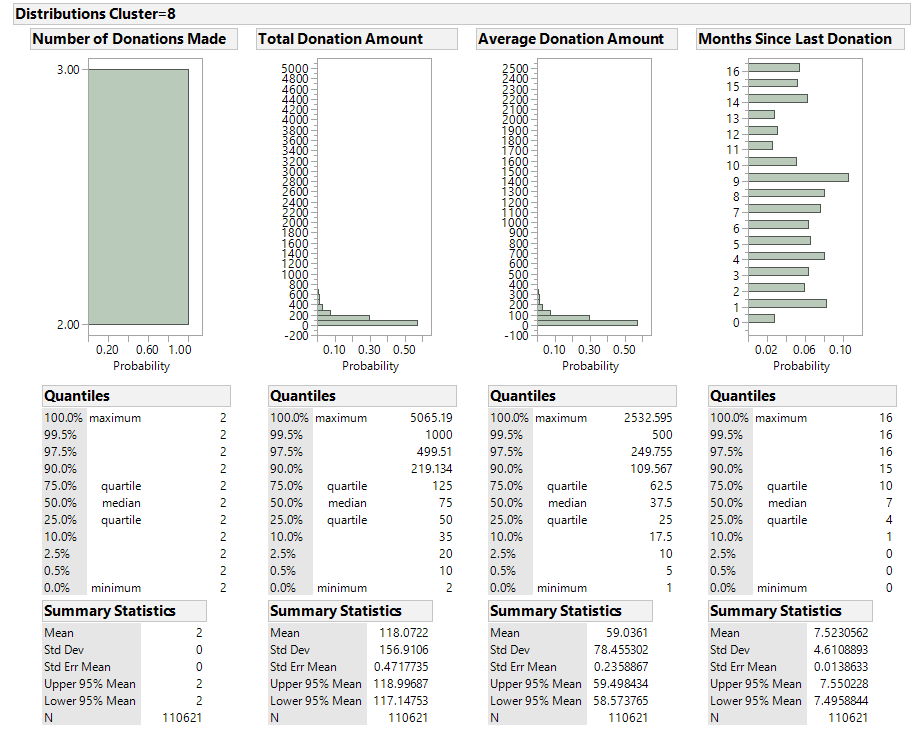 Distributions Cluster=8
Number of Donations Made
3.00
2.00
0.20 0.60 1.00
Probability
Quantiles
100.0% maximum 2
99.5% 2
97.5% 2
90.0% 2
75.0% quartile 2
50.0% median 2
25.0% quartile 2
10.0% 2
2.5% 2
0.5% 2
0.0% minimum 2
Summary Statistics
Mean 2
Std Dev 0
Std Err Mean 0
Upper 95% Mean 2
Lower 95% Mean 2
N 110621
Total Donation Amount
5000
4800
4600
4400
4200
4000
3800
3600
3400
3200
3000
2800
2600
2400
2200
2000
1800
1600
1400
1200
1000
800
600
400
200
0
-200
0.10 0.30 0.50
Probability
Quantiles
100.0% maximum 5065.19
99.5% 1000
97.5% 499.51
90.0% 219.134
75.0% quartile 125
50.0% median 75
25.0% quartile 50
10.0% 35
2.5% 20
0.5% 10
0.0% minimum 2
Summary Statistics
Mean 118.0722
Std Dev 156.9106
Std Err Mean 0.4717735
Upper 95% Mean 118.99687
Lower 95% Mean 117.14753
N 110621
Average Donation Amount
2500
2400
2300
2200
2100
2000
1900
1800
1700
1600
1500
1400
1300
1200
1100
1000
900
800
700
600
500
400
300
200
100
0
-100
0.10 0.30 0.50
Probability
Quantiles
100.0% maximum 2532.595
99.5% 500
97.5% 249.755
90.0% 109.567
75.0% quartile 62.5
50.0% median 37.5
25.0% quartile 25
10.0% 17.5
2.5% 10
0.5% 5
0.0% minimum 1
Summary Statistics
Mean 59.0361
Std Dev 78.455302
Std Err Mean 0.2358867
Upper 95% Mean 59.498434
Lower 95% Mean 58.573765
N 110621
Months Since Last Donation
16
15
14
13
12
11
10
9
8
7
6
5
4
3
2
1
0
0.02 0.06 0.10
Probability
Quantiles
100.0% maximum 16
99.5% 16
97.5% 16
90.0% 15
75.0% quartile 10
50.0% median 7
25.0% quartile 4
10.0% 1
2.5% 0
0.5% 0
0.0% minimum 0
Summary Statistics
Mean 7.5230562
Std Dev 4.6108893
Std Err Mean 0.0138633
Upper 95% Mean 7.550228
Lower 95% Mean 7.4958844
N 110621